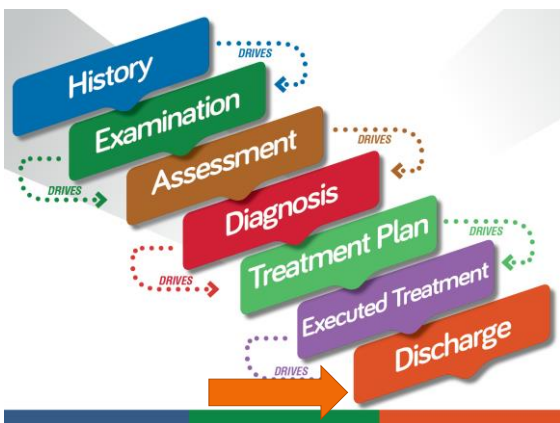 History
DRIVES
Examination
DRIVES
Assessment
DRIVES
Diagnosis
DRIVES
Treatment Plan
DRIVES
Executed Treatment
DRIVES
Discharge